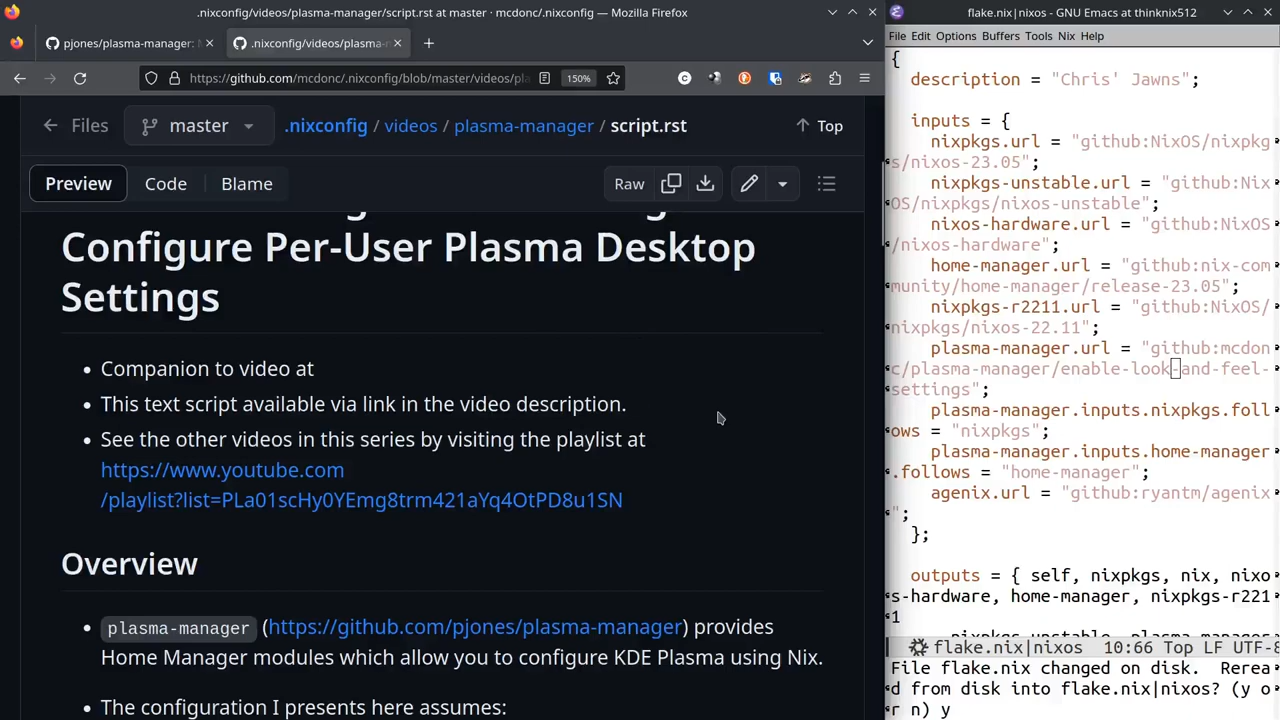 .nixconfig/videos/plasma-manager/script.rst at master · mcdonc/.nixconfig — Mozilla Firefox
pjones/plasma-manager: M
.nixconfig/videos/plasma-m
https://github.com/mcdonc/.nixconfig/blob/master/videos/pla
150%
Files
master
.nixconfig / videos / plasma-manager / script.rst
Top
Preview
Code
Blame
Raw
Configure Per-User Plasma Desktop
Settings
• Companion to video at
• This text script available via link in the video description.
• See the other videos in this series by visiting the playlist at
https://www.youtube.com
/playlist?list=PLa01scHy0YEmg8trm421aYq4OtPD8u1SN
Overview
• plasma-manager (https://github.com/pjones/plasma-manager) provides
Home Manager modules which allow you to configure KDE Plasma using Nix.
• The configuration I presents here assumes:
flake.nix|nixos - GNU Emacs at thinknix512
File Edit Options Buffers Tools Nix Help
{
description = "Chris' Jawns";
inputs = {
nixpkgs.url = "github:NixOS/nixpkg
s/nixos-23.05";
nixpkgs-unstable.url = "github:Nix
OS/nixpkgs/nixos-unstable";
nixos-hardware.url = "github:NixOS
/nixos-hardware";
home-manager.url = "github:nix-com
munity/home-manager/release-23.05";
nixpkgs-r2211.url = "github:NixOS/
nixpkgs/nixos-22.11";
plasma-manager.url = "github:mcdon
c/plasma-manager/enable-look-and-feel-
settings";
plasma-manager.inputs.nixpkgs.foll
ows = "nixpkgs";
plasma-manager.inputs.home-manager
.follows = "home-manager";
agenix.url = "github:ryantm/agenix
";
};
outputs = { self, nixpkgs, nix, nixo
s-hardware, home-manager, nixpkgs-r221
1
flake.nix|nixos 10:66 Top LF UTF-8
File flake.nix changed on disk. Rerea
d from disk into flake.nix|nixos? (y o
r n) y